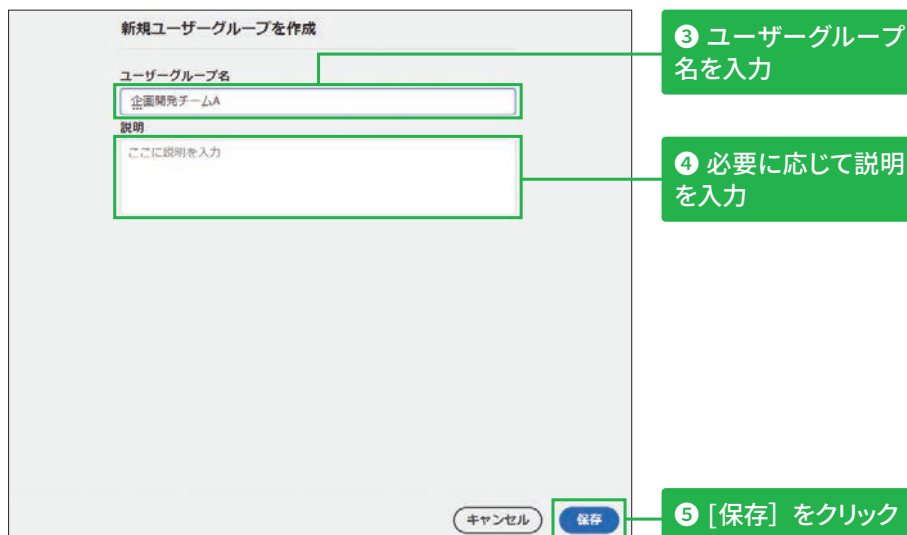 新規ユーザーグループを作成
ユーザーグループ名
企画開発チームA
説明
ここに説明を入力
キャンセル
保存
❸ ユーザーグループ
名を入力
❹ 必要に応じて説明
を入力
❺［保存］をクリック